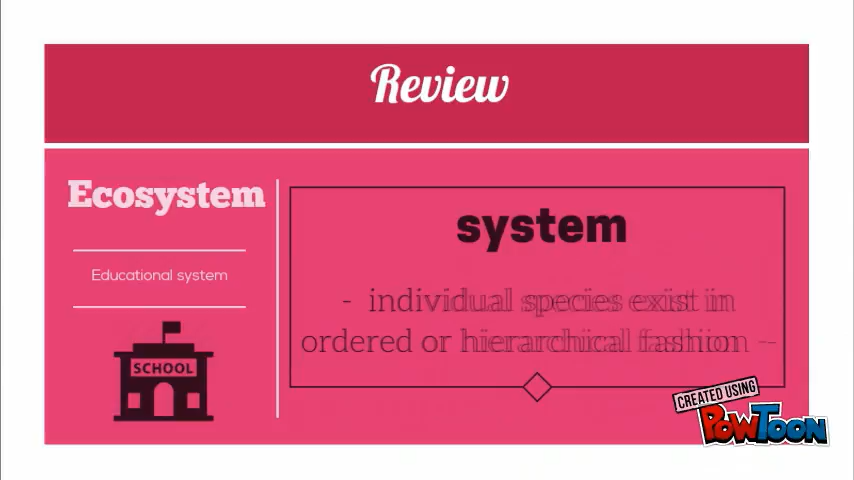 Review
Ecosystem
Educational system
SCHOOL
system
- individual species exist in
ordered or hierarchical fashion -
CREATED USING
POWTOON